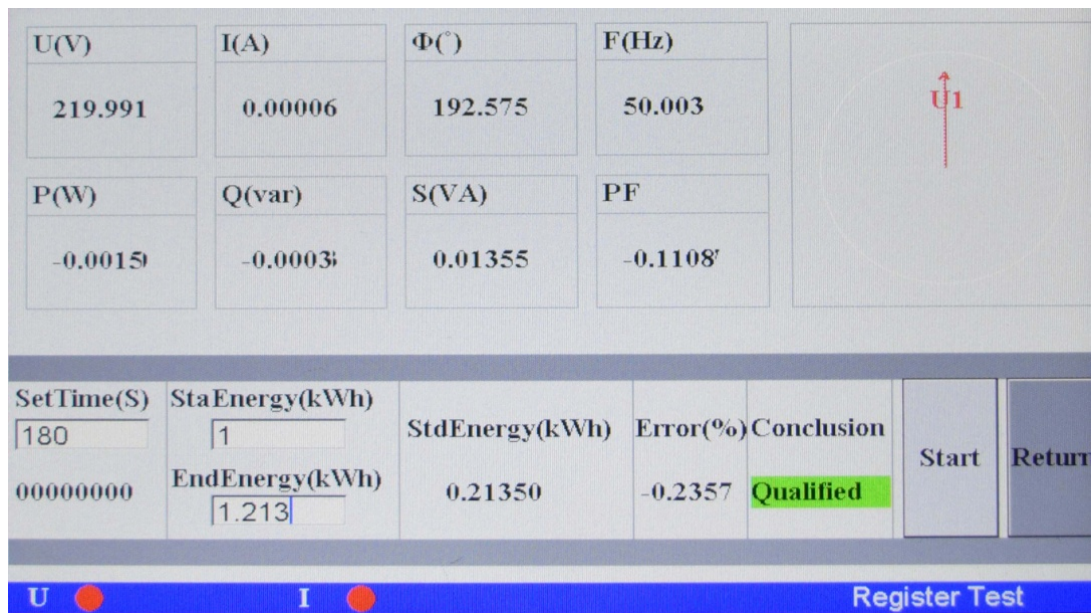 U(V) I(A) Φ(°) F(Hz)
219.991 0.00006 192.575 50.003
U1
P(W) Q(var) S(VA) PF
-0.0015 -0.0003 0.01355 -0.1108
SetTime(S) StaEnergy(kWh)
180 1
StdEnergy(kWh) Error(%) Conclusion
Start Return
00000000 EndEnergy(kWh) 0.21350 -0.2357 Qualified
1.213
U I Register Test